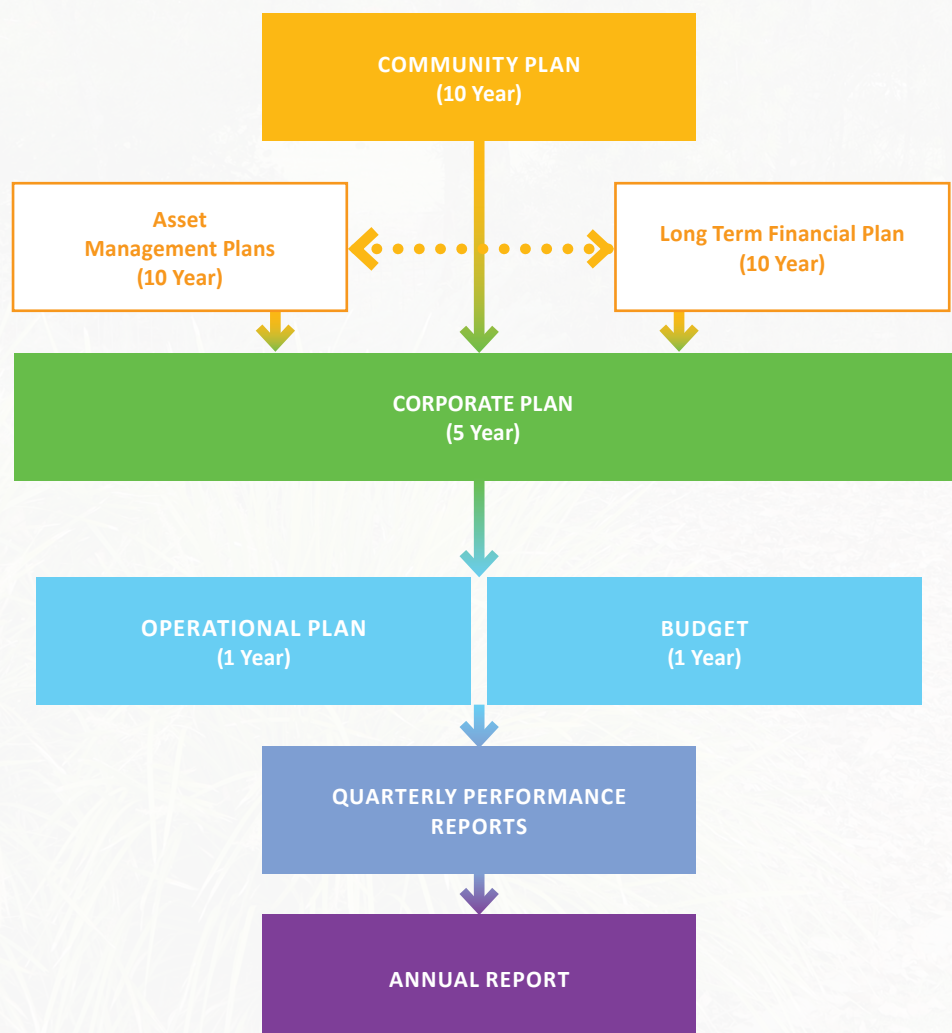 COMMUNITY PLAN
(10 Year)
Asset
Management Plans
(10 Year)
Long Term Financial Plan
(10 Year)
CORPORATE PLAN
(5 Year)
OPERATIONAL PLAN
(1 Year)
BUDGET
(1 Year)
QUARTERLY PERFORMANCE
REPORTS
ANNUAL REPORT